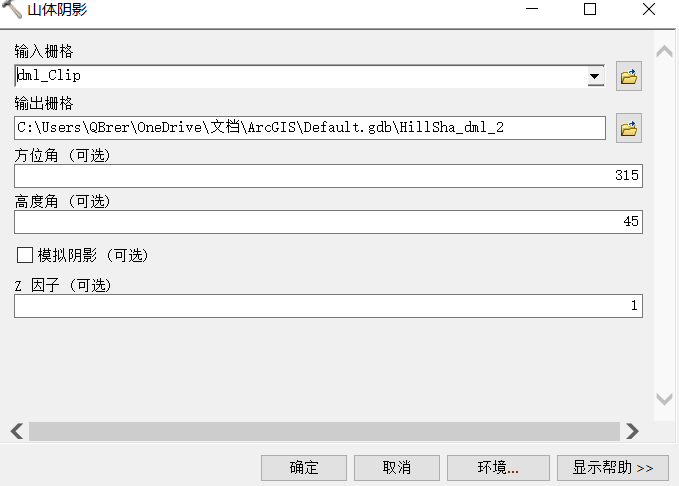 山体阴影
输入栅格
dml_Clip
输出栅格
C:\Users\QBrer\OneDrive\文档\ArcGIS\Default.gdb\HillSha_dml_2
方位角 (可选)
315
高度角 (可选)
45
模拟阴影 (可选)
Z 因子 (可选)
1
确定 取消 环境... 显示帮助 >>